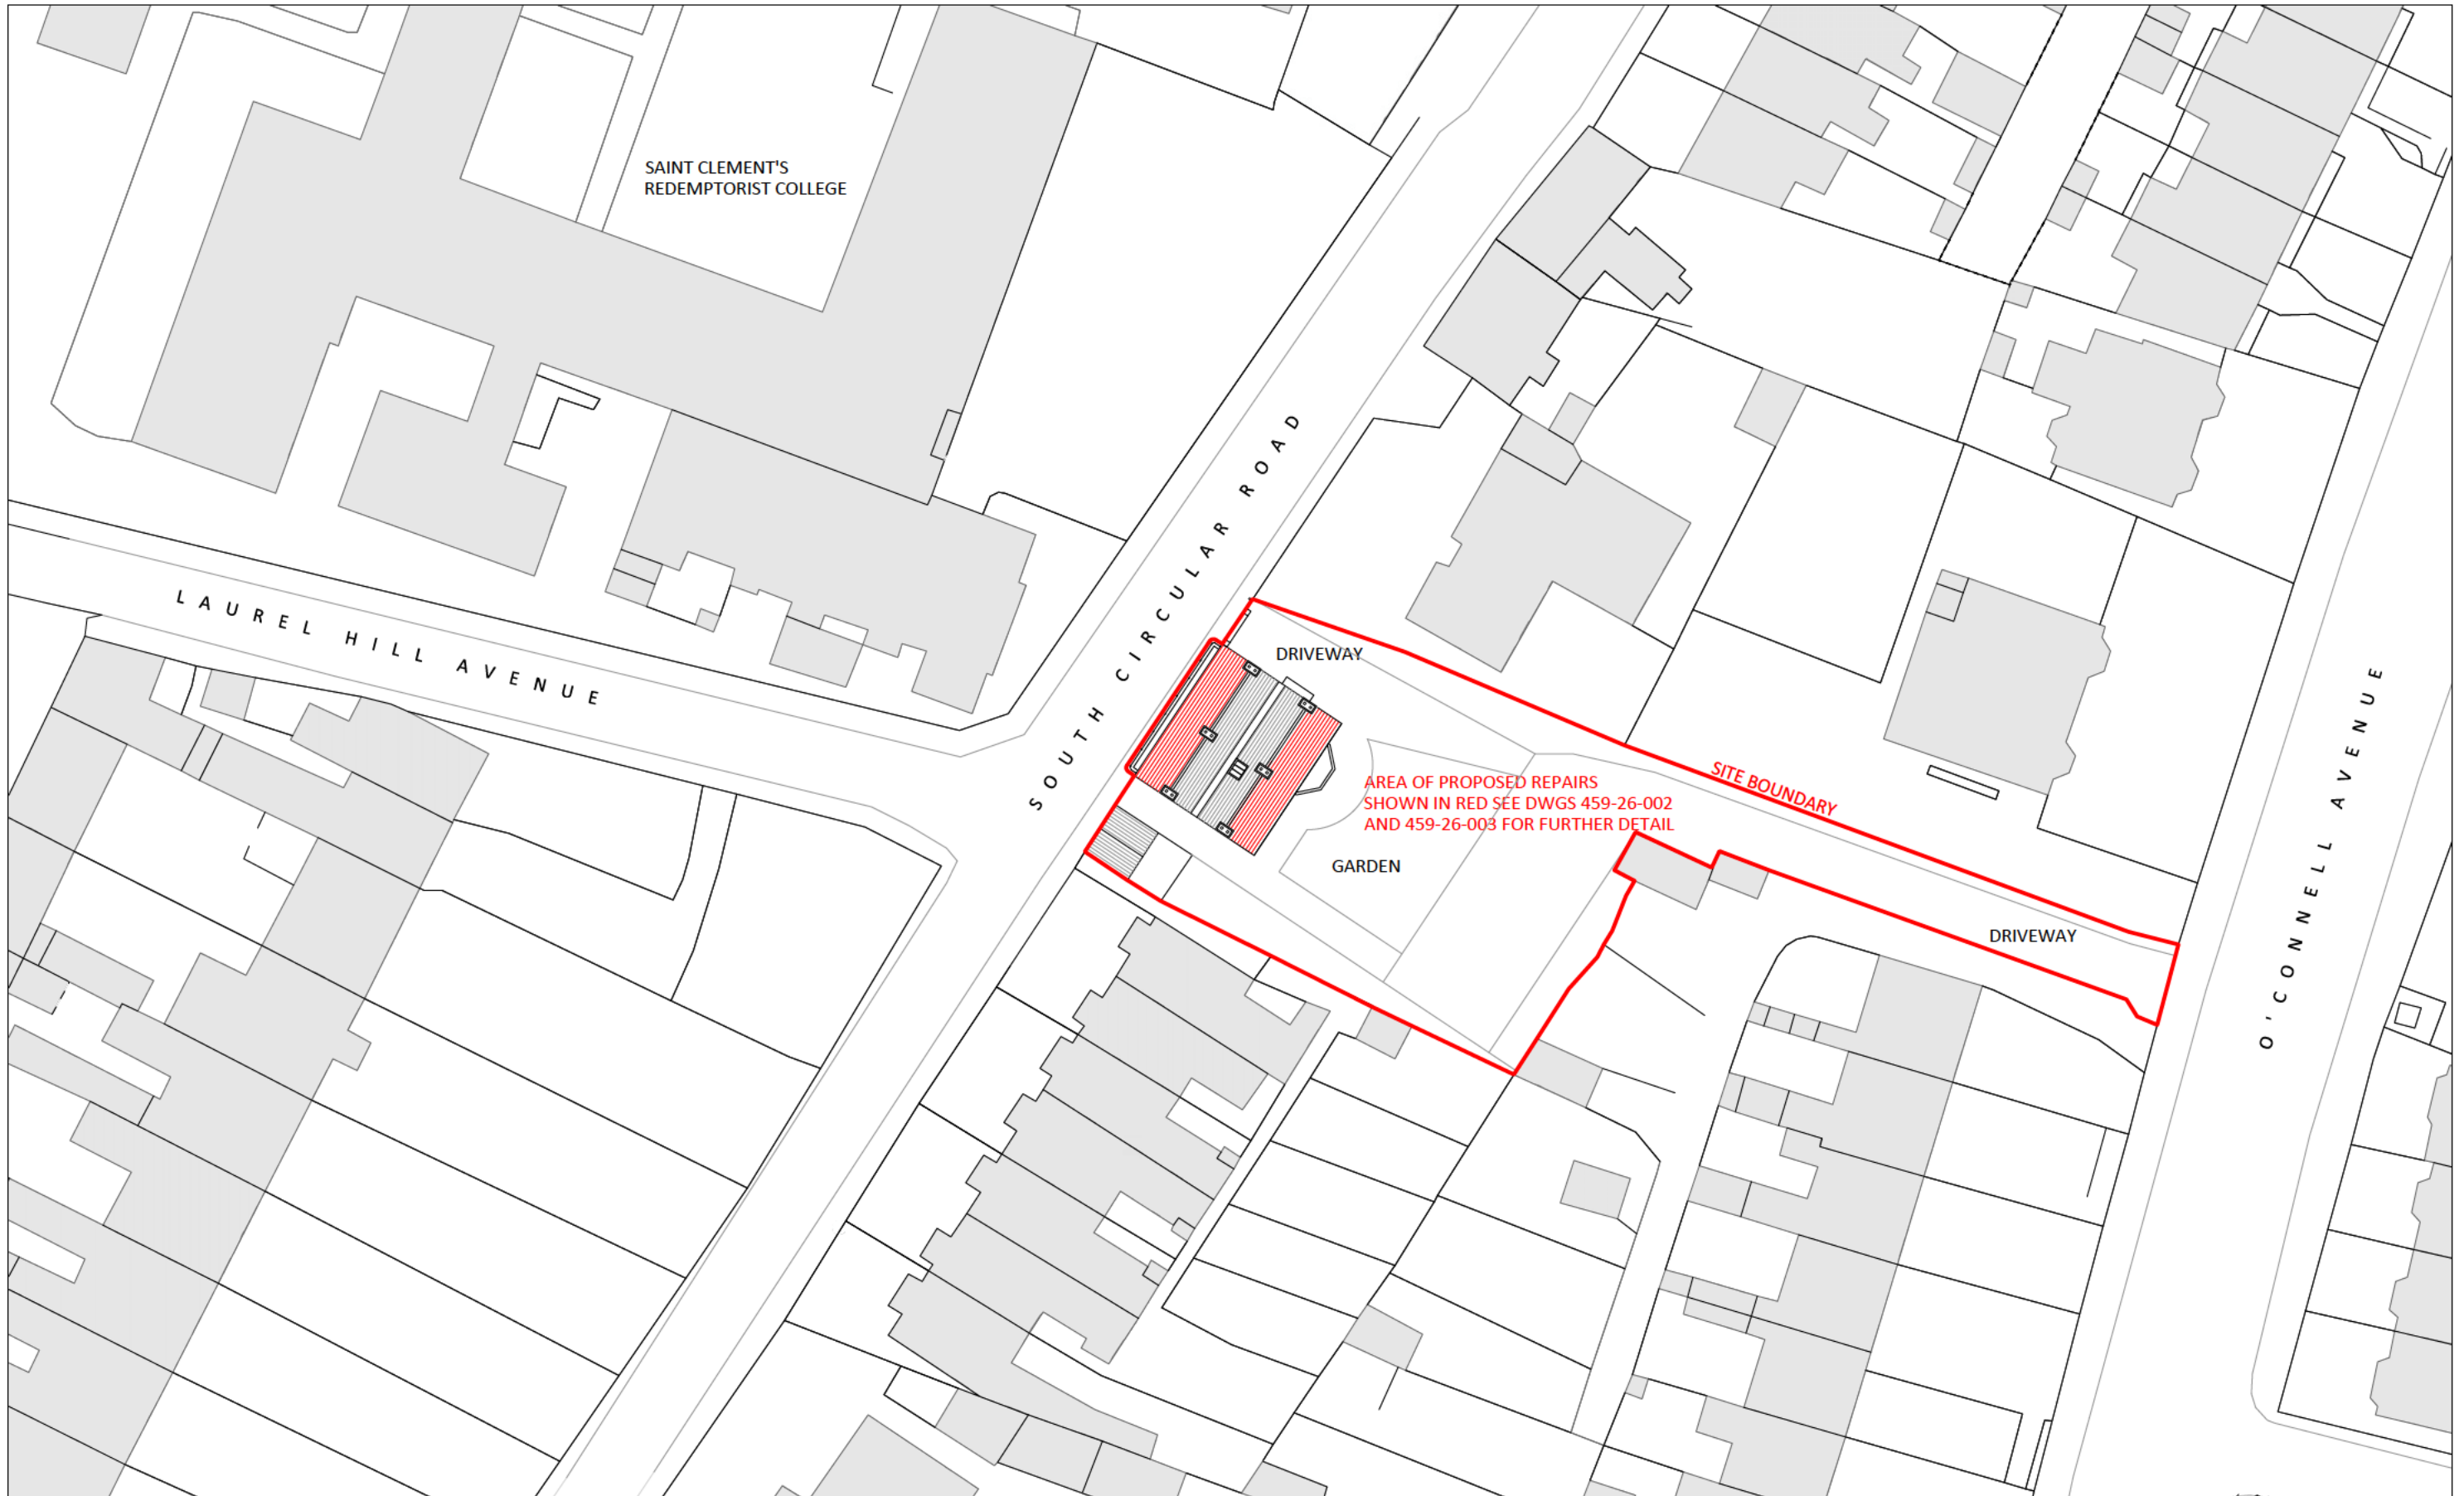 SAINT CLEMENT'S
REDEMPTORIST COLLEGE
SOUTH CIRCULAR ROAD
LAUREL HILL AVENUE
DRIVEWAY
O'CONNELL AVENUE
SITE BOUNDARY
AREA OF PROPOSED REPAIRS
SHOWN IN RED SEE DWGS 459-26-002
AND 459-26-003 FOR FURTHER DETAIL
GARDEN
DRIVEWAY